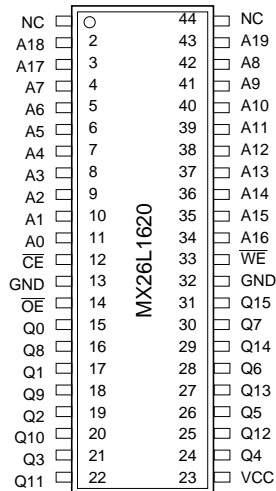 NC 44 NC
A18 2 43 A19
A17 3 42 A8
A7 4 41 A9
A6 5 40 A10
A5 6 39 A11
A4 7 38 A12
A3 8 37 A13
A2 9 36 A14
A1 10 35 A15
A0 11 34 A16
C̅E̅ 12 33 W̅E̅
GND 13 32 GND
O̅E̅ 14 31 Q15
Q0 15 30 Q7
Q8 16 29 Q14
Q1 17 28 Q6
Q9 18 27 Q13
Q2 19 26 Q5
Q10 20 25 Q12
Q3 21 24 Q4
Q11 22 23 VCC
MX26L1620